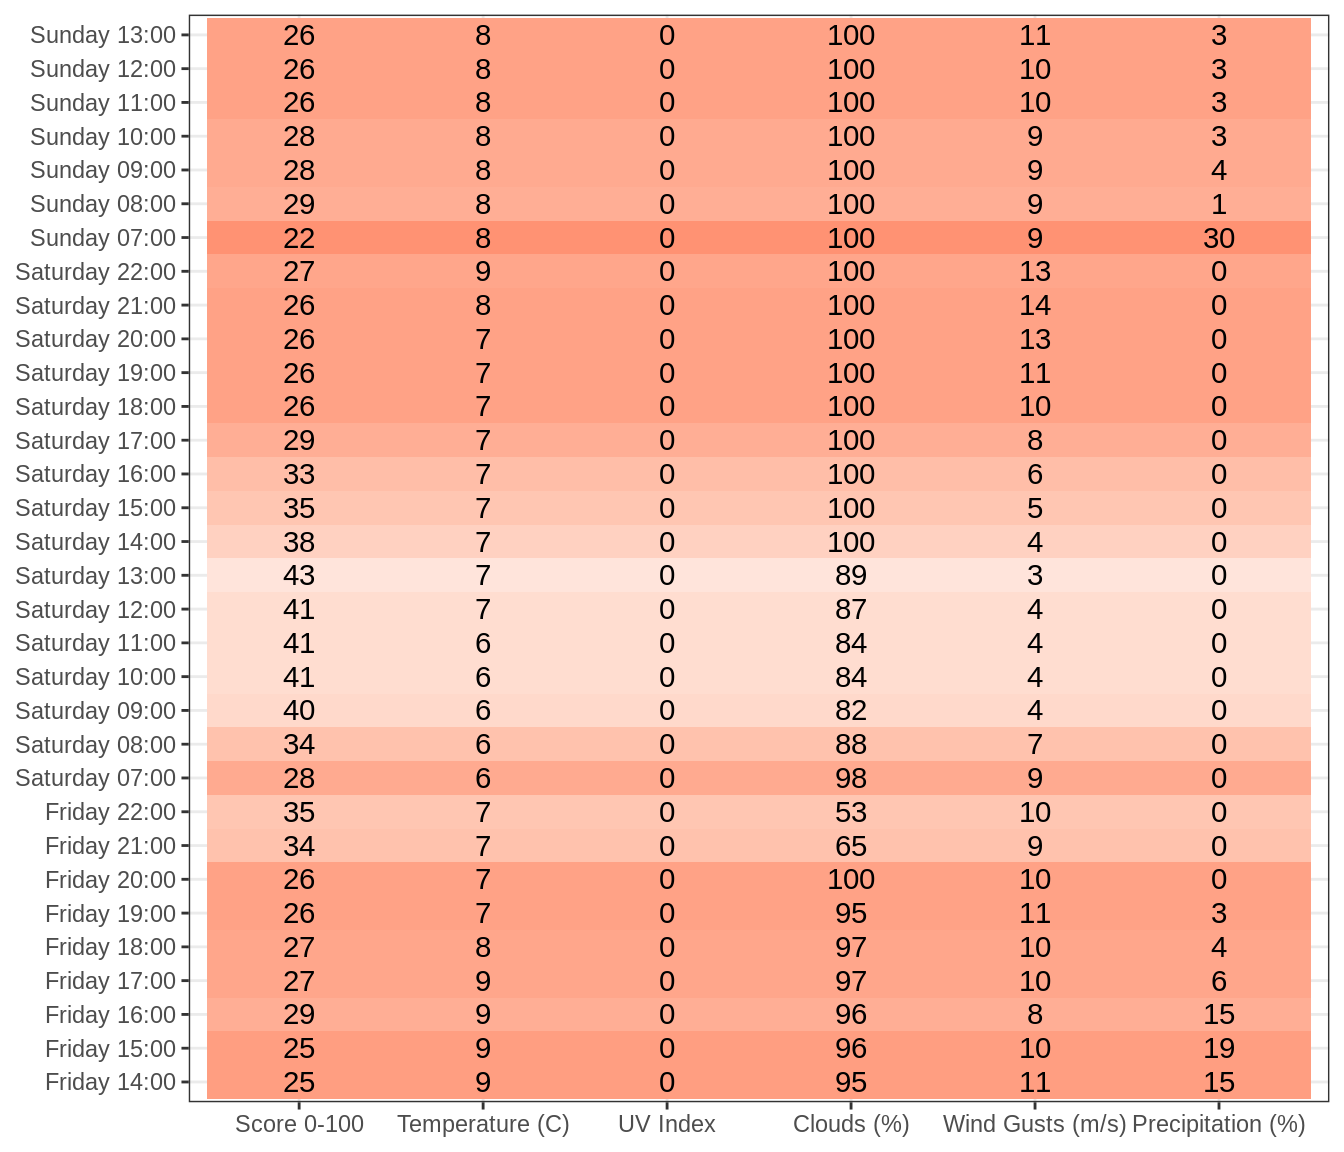 Sunday 13:00 26 8 0 100 11 3
Sunday 12:00 26 8 0 100 10 3
Sunday 11:00 26 8 0 100 10 3
Sunday 10:00 28 8 0 100 9 3
Sunday 09:00 28 8 0 100 9 4
Sunday 08:00 29 8 0 100 9 1
Sunday 07:00 22 8 0 100 9 30
Saturday 22:00 27 9 0 100 13 0
Saturday 21:00 26 8 0 100 14 0
Saturday 20:00 26 7 0 100 13 0
Saturday 19:00 26 7 0 100 11 0
Saturday 18:00 26 7 0 100 10 0
Saturday 17:00 29 7 0 100 8 0
Saturday 16:00 33 7 0 100 6 0
Saturday 15:00 35 7 0 100 5 0
Saturday 14:00 38 7 0 100 4 0
Saturday 13:00 43 7 0 89 3 0
Saturday 12:00 41 7 0 87 4 0
Saturday 11:00 41 6 0 84 4 0
Saturday 10:00 41 6 0 84 4 0
Saturday 09:00 40 6 0 82 4 0
Saturday 08:00 34 6 0 88 7 0
Saturday 07:00 28 6 0 98 9 0
Friday 22:00 35 7 0 53 10 0
Friday 21:00 34 7 0 65 9 0
Friday 20:00 26 7 0 100 10 0
Friday 19:00 26 7 0 95 11 3
Friday 18:00 27 8 0 97 10 4
Friday 17:00 27 9 0 97 10 6
Friday 16:00 29 9 0 96 8 15
Friday 15:00 25 9 0 96 10 19
Friday 14:00 25 9 0 95 11 15
Score 0-100 Temperature (C) UV Index Clouds (%) Wind Gusts (m/s) Precipitation (%)